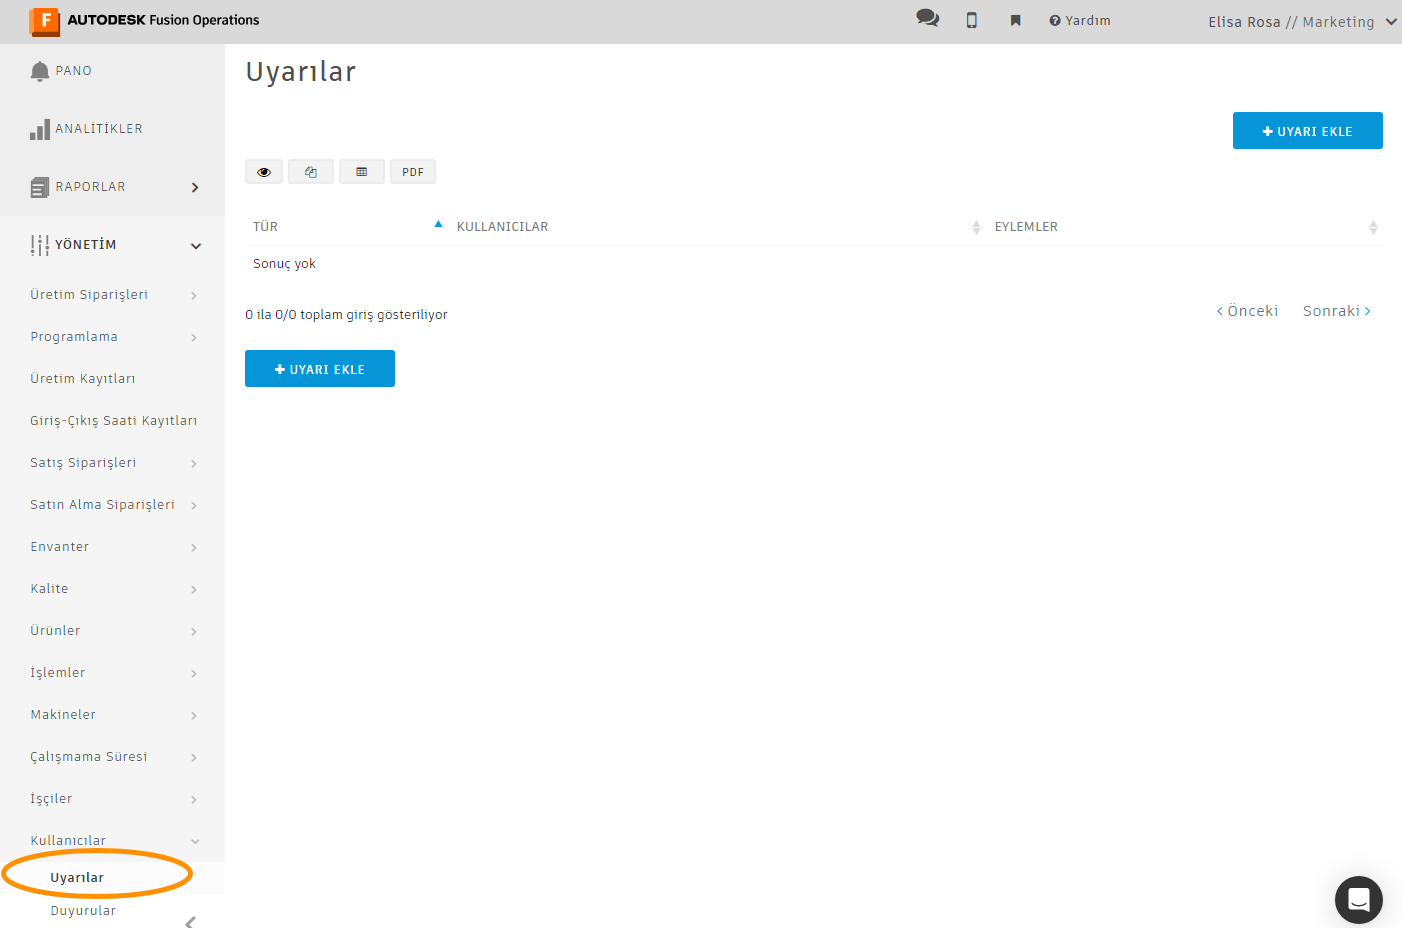 F AUTODESK Fusion Operations
Yardım
Elisa Rosa // Marketing
PANO
ANALİTİKLER
RAPORLAR
YÖNETİM
Üretim Siparişleri
Programlama
Üretim Kayıtları
Giriş-Çıkış Saati Kayıtları
Satış Siparişleri
Satın Alma Siparişleri
Envanter
Kalite
Ürünler
İşlemler
Makineler
Çalışmama Süresi
İşçiler
Kullanıcılar
Uyarılar
Duyurular
Uyarılar
+ UYARI EKLE
PDF
TÜR KULLANICILAR EYLEMLER
Sonuç yok
0 ila 0/0 toplam giriş gösteriliyor
< Önceki Sonraki >
+ UYARI EKLE